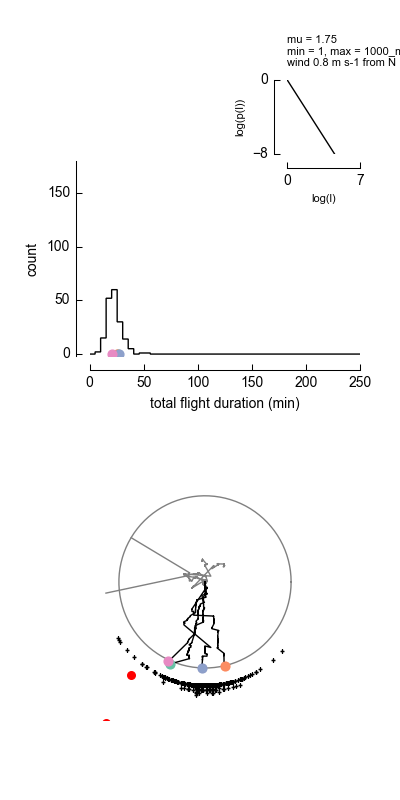 mu = 1.75
min = 1, max = 1000_m
wind 0.8 m s-1 from N
0
log(p(l))
−8
0
7
log(l)
150
100
50
0
count
0
50
100
150
200
250
total flight duration (min)